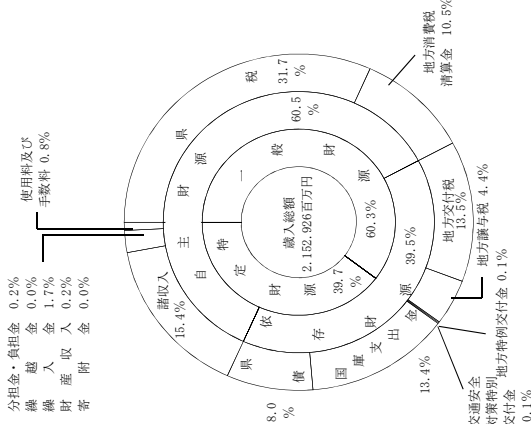 分担金・負担金 0.2%
繰越金 0.0%
繰入金 1.7%
財産収入 0.2%
寄附金 0.0%
使用料及び
手数料 0.8%
県税 31.7
%
地方消費税
清算金 10.5%
地方交付税
13.5%
地方譲与税 4.4%
地方特例交付金 0.1%
交通安全
対策特別
交付金
0.1%
国庫支出金
13.4%
県債
8.0
%
諸収入
15.4%
自主財源
60.5
%
依存財源 39.5%
一般財源
60.3%
特定財源
39.7
%
歳入総額
2.152.926百万円